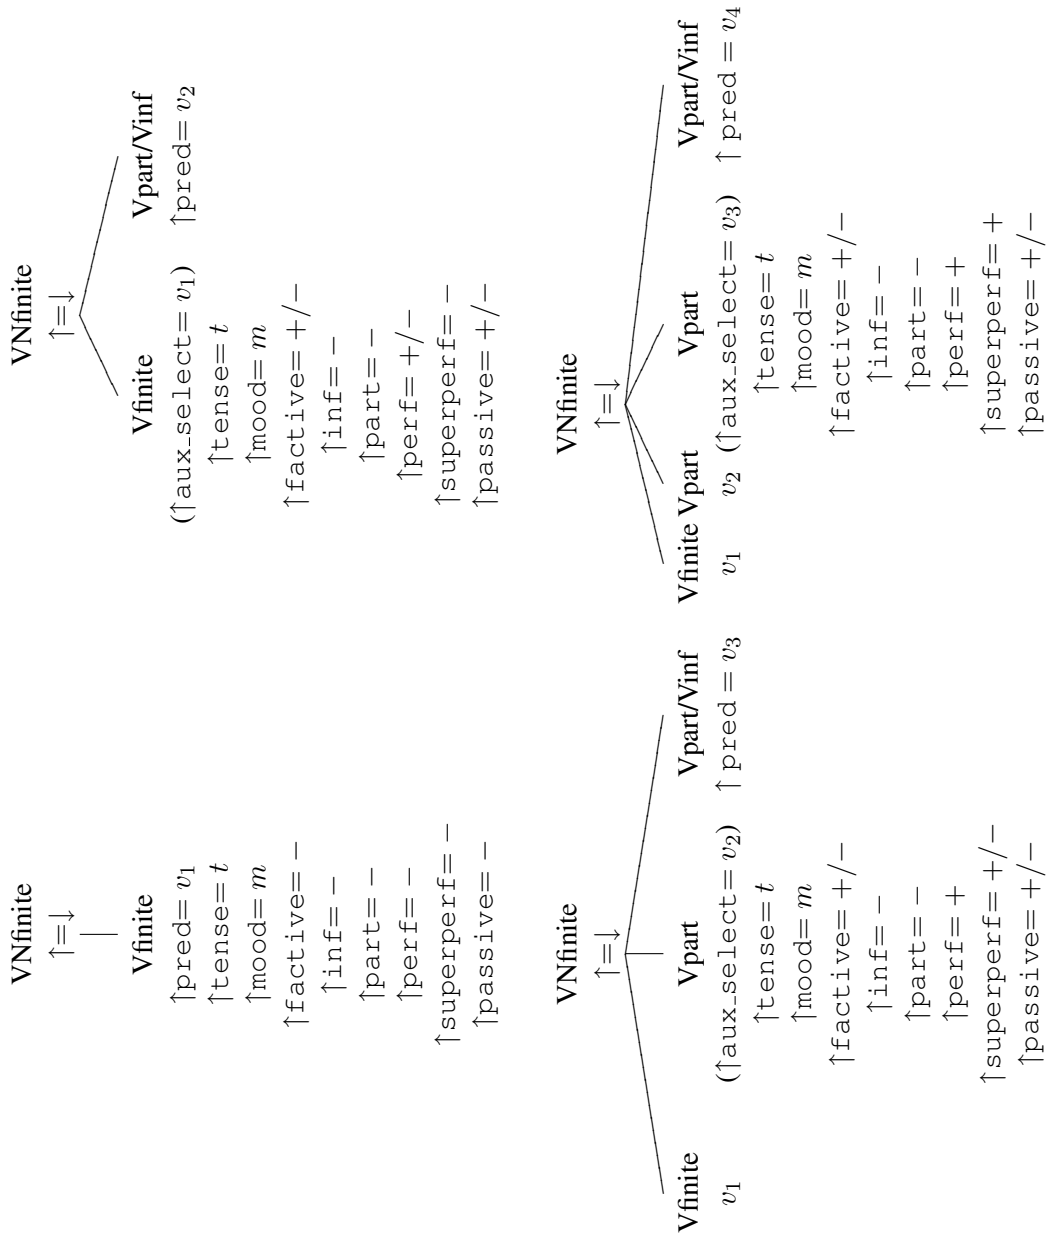 VNfinite
↑=↓
Vfinite
↑pred= v₁
↑tense= t
↑mood= m
↑factive= −
↑inf= −
↑part= −
↑perf= −
↑superperf= −
↑passive= −
VNfinite
↑=↓
Vfinite Vpart/Vinf
(↑aux_select= v₁) ↑pred= v₂
↑tense= t
↑mood= m
↑factive= +/−
↑inf= −
↑part= −
↑perf= +/−
↑superperf= −
↑passive= +/−
VNfinite
↑=↓
Vfinite Vpart Vpart/Vinf
v₁ (↑aux_select= v₂) ↑ pred = v₃
↑tense= t
↑mood= m
↑factive= +/−
↑inf= −
↑part= −
↑perf= +
↑superperf= +/−
↑passive= +/−
VNfinite
↑=↓
Vfinite Vpart Vpart Vpart/Vinf
v₁ v₂ (↑aux_select= v₃) ↑ pred = v₄
↑tense= t
↑mood= m
↑factive= +/−
↑inf= −
↑part= −
↑perf= +
↑superperf= +
↑passive= +/−